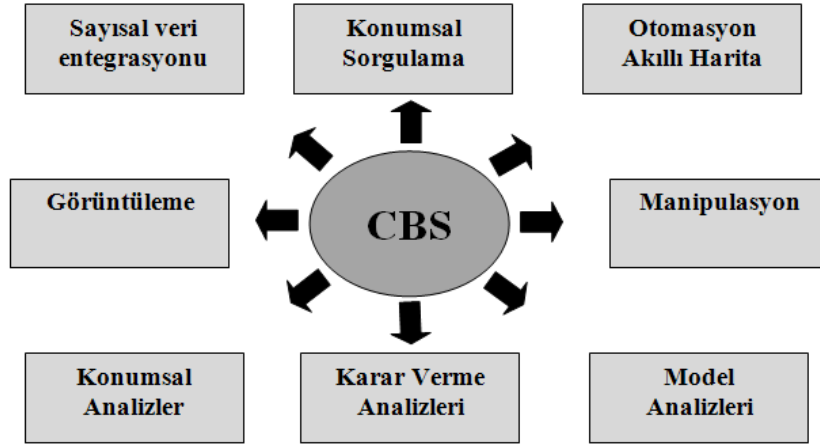 Sayısal veri
entegrasyonu
Konumsal
Sorgulama
Otomasyon
Akıllı Harita
Görüntüleme
CBS
Manipulasyon
Konumsal
Analizler
Karar Verme
Analizleri
Model
Analizleri